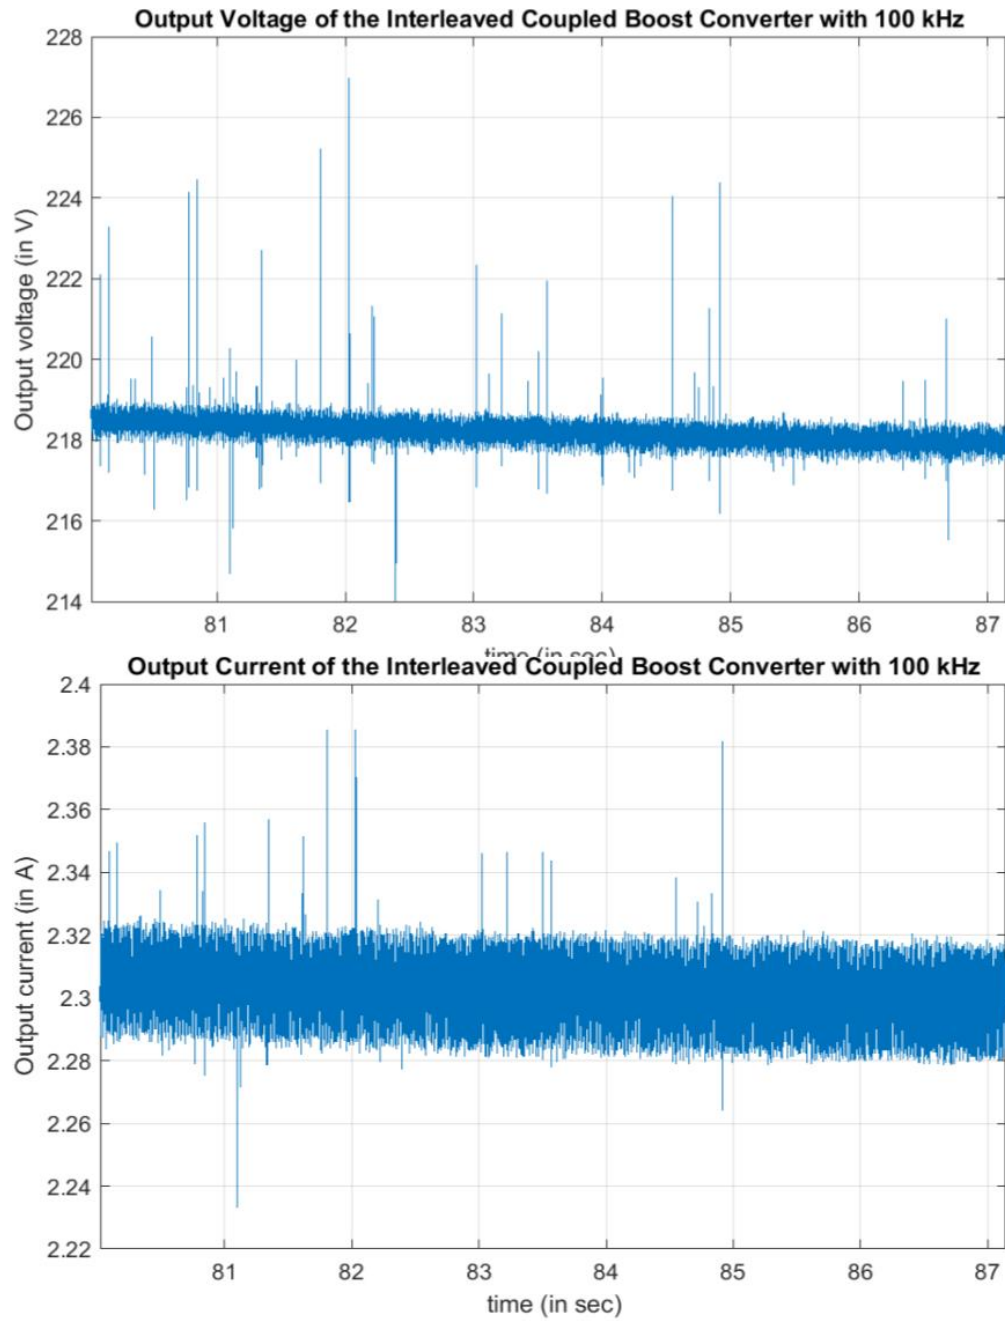 Output Voltage of the Interleaved Coupled Boost Converter with 100 kHz
228
226
224
222
220
218
216
214
Output voltage (in V)
81 82 83 84 85 86 87
time (in sec)
Output Current of the Interleaved Coupled Boost Converter with 100 kHz
2.4
2.38
2.36
2.34
2.32
2.3
2.28
2.26
2.24
2.22
Output current (in A)
81 82 83 84 85 86 87
time (in sec)